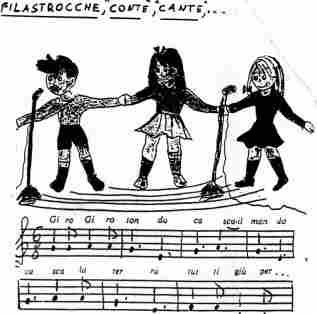 FILASTROCCHE, CONTE, CANTE, ...
Gi ro Gi ro ton do ca sca il mon do
ca sca la ter ra tut ti giù per ...